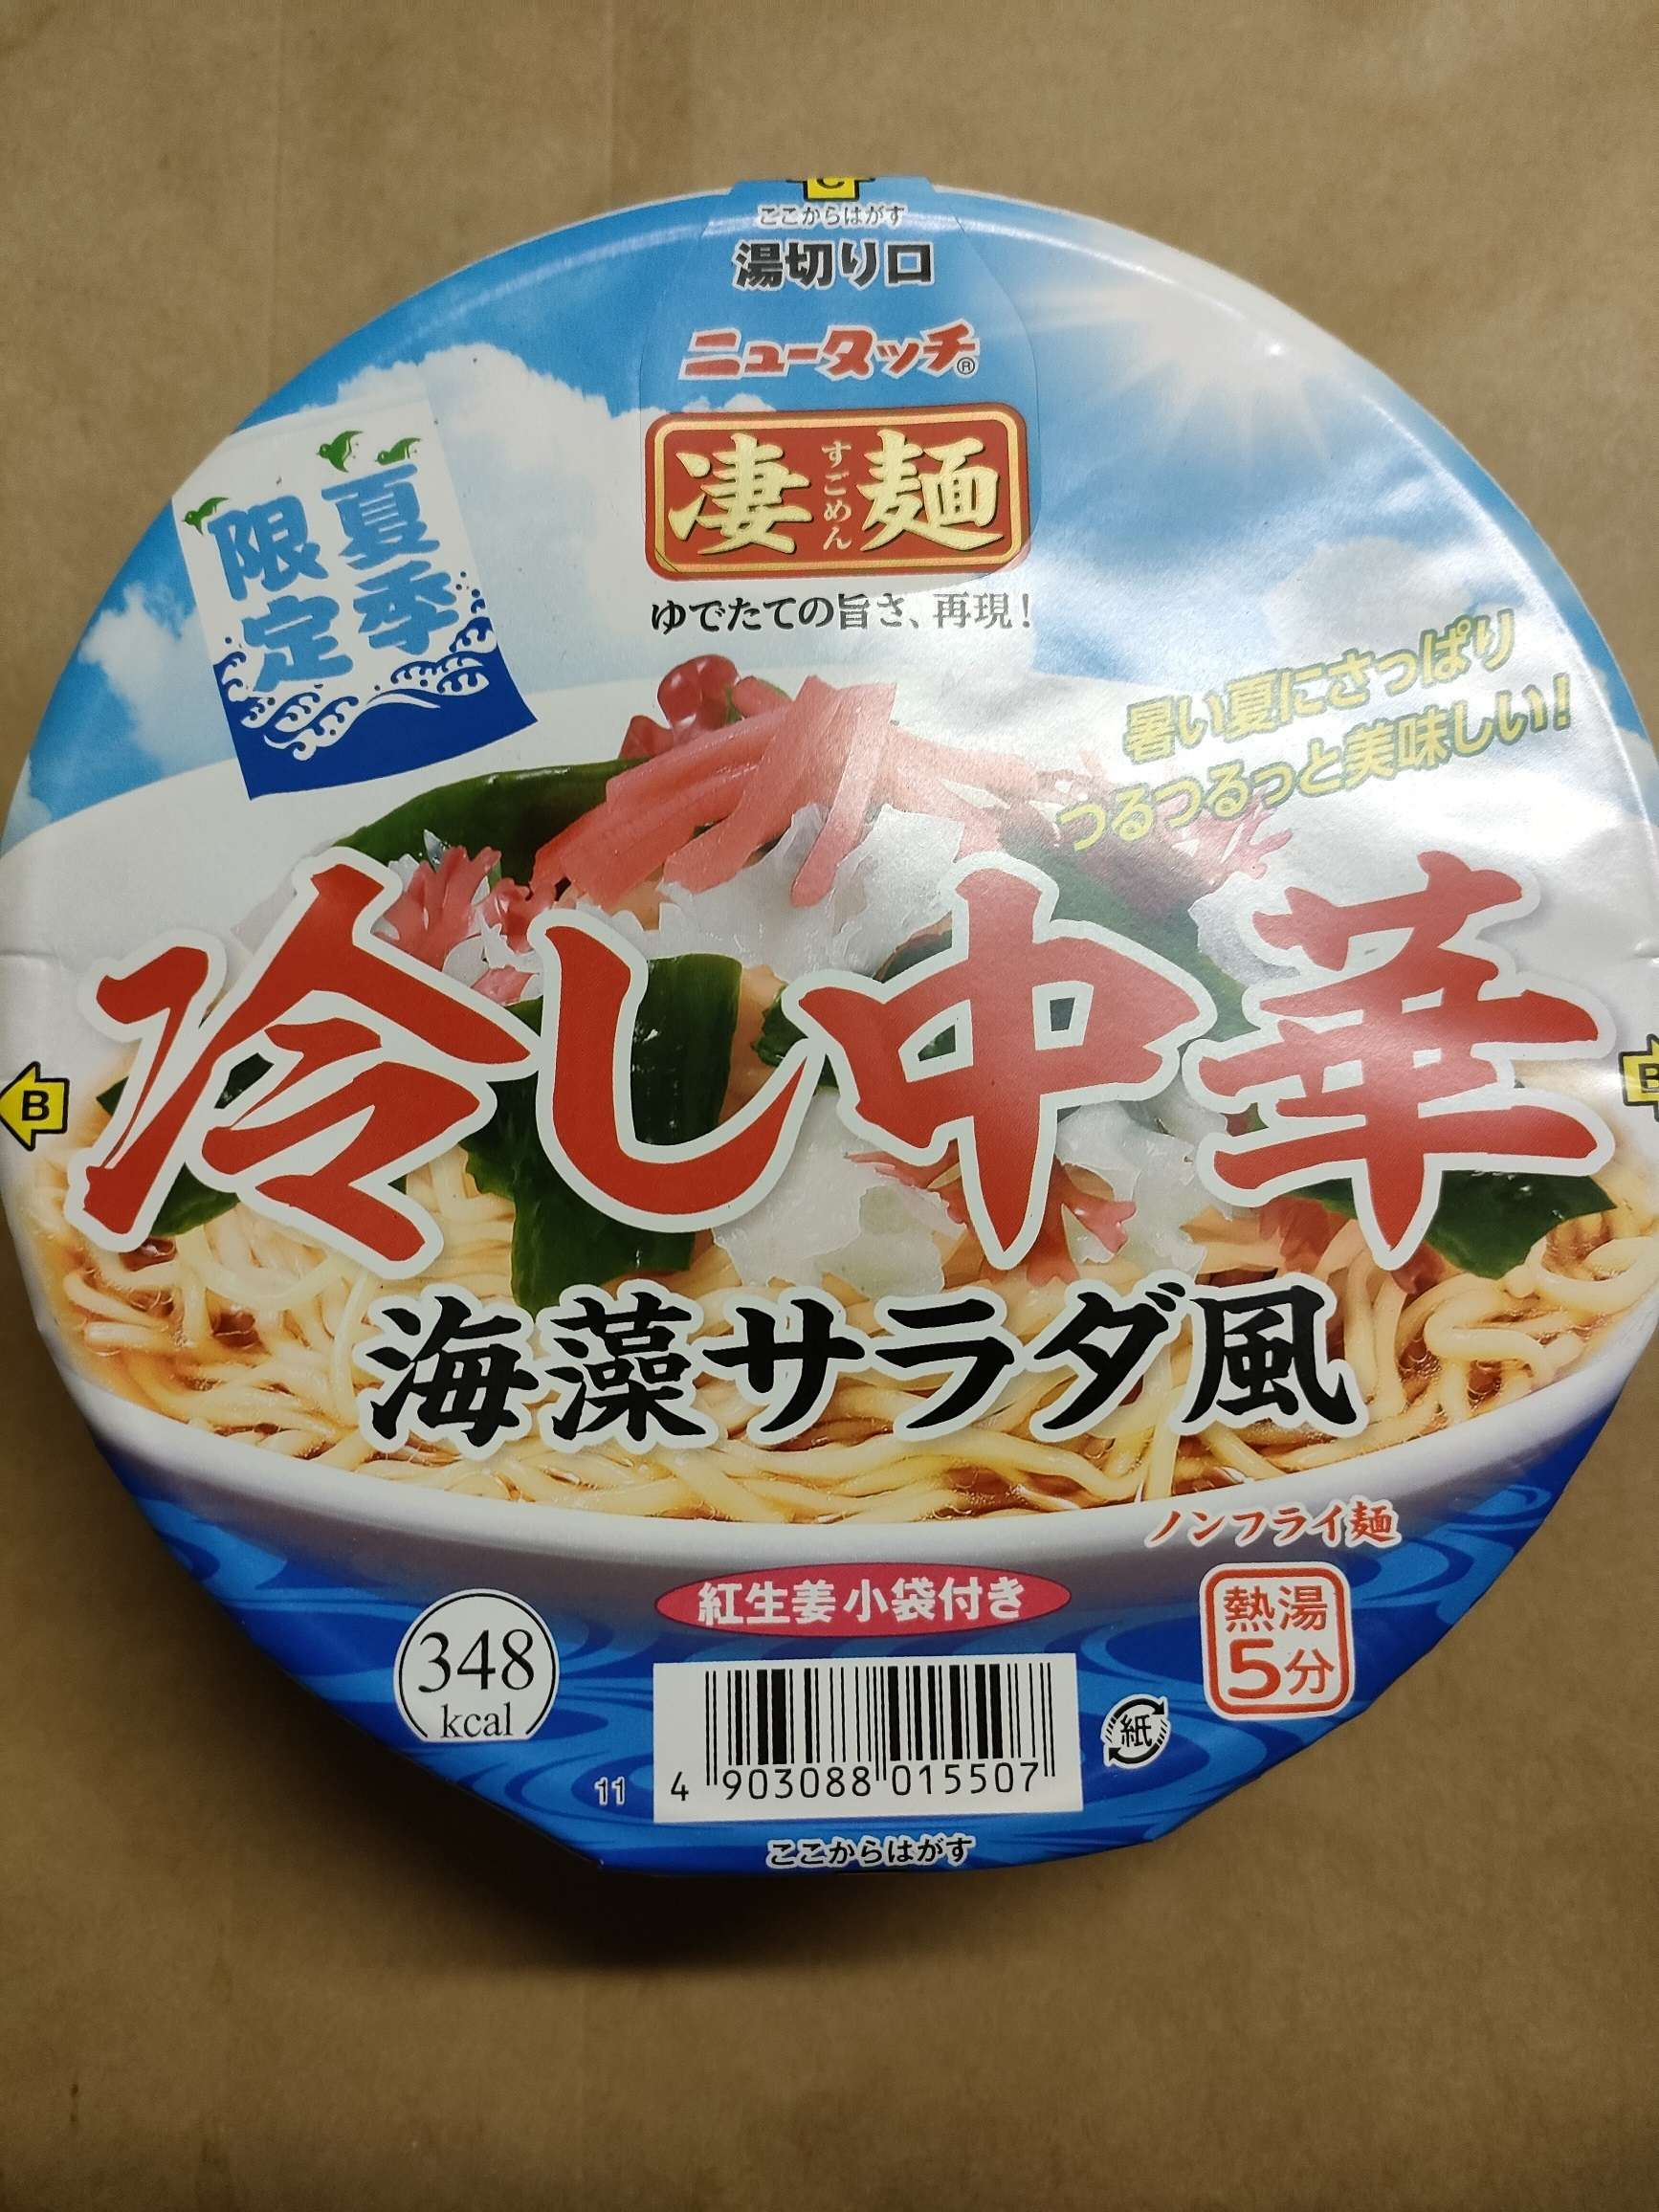 C
ここからはがす
湯切り口
ニュータッチ®
凄麺
すごめん
ゆでたての旨さ、再現!
夏季
限定
暑い夏にさっぱり
つるつるっと美味しい!
冷し中華
海藻サラダ風
B
B
ノンフライ麺
紅生姜小袋付き
熱湯
5分
348
kcal
紙
11
4 903088 015507
ここからはがす